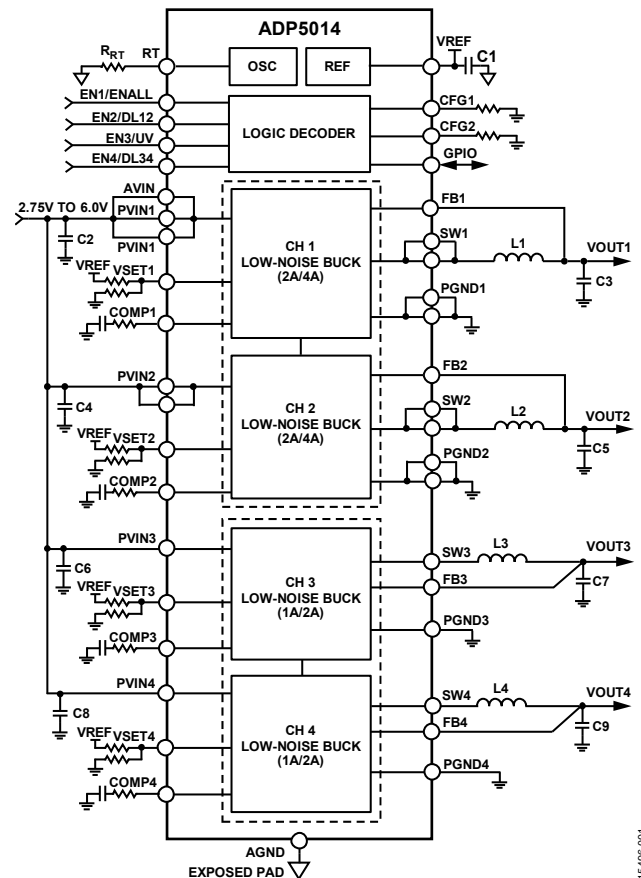 ADP5014
RRT
RT
OSC
REF
VREF
C1
EN1/ENALL
EN2/DL12
EN3/UV
EN4/DL34
LOGIC DECODER
CFG1
CFG2
GPIO
2.75V TO 6.0V
AVIN
PVIN1
PVIN1
C2
VREF
VSET1
COMP1
CH 1
LOW-NOISE BUCK
(2A/4A)
FB1
SW1
L1
VOUT1
C3
PGND1
PVIN2
C4
VREF
VSET2
COMP2
CH 2
LOW-NOISE BUCK
(2A/4A)
FB2
SW2
L2
VOUT2
C5
PGND2
PVIN3
C6
VREF
VSET3
COMP3
CH 3
LOW-NOISE BUCK
(1A/2A)
SW3
L3
VOUT3
FB3
C7
PGND3
PVIN4
C8
VREF
VSET4
COMP4
CH 4
LOW-NOISE BUCK
(1A/2A)
SW4
L4
VOUT4
FB4
C9
PGND4
AGND
EXPOSED PAD